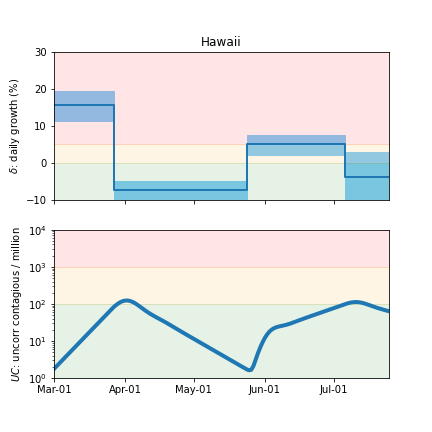 Hawaii
δ: daily growth (%)
30
20
10
0
−10
UC: uncorr contagious / million
10⁴
10³
10²
10¹
10⁰
Mar-01 Apr-01 May-01 Jun-01 Jul-01